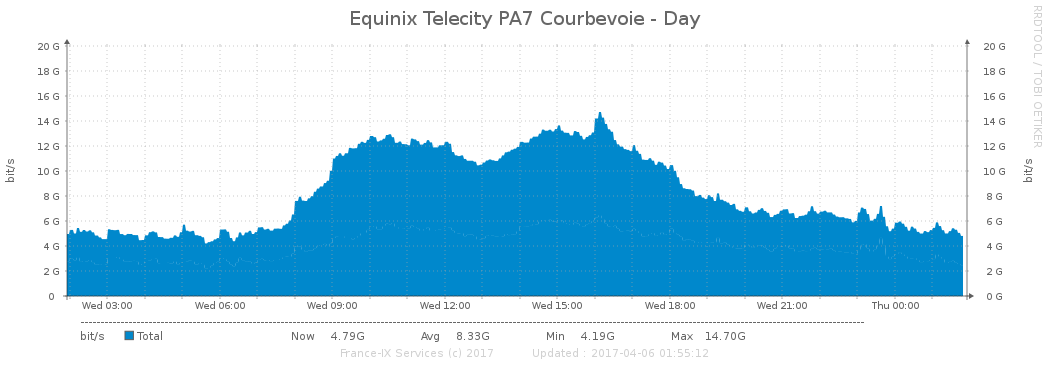 Equinix Telecity PA7 Courbevoie - Day
RRDTOOL / TOBI OETIKER
20 G 20 G
18 G 18 G
16 G 16 G
14 G 14 G
12 G 12 G
10 G 10 G
8 G 8 G
6 G 6 G
4 G 4 G
2 G 2 G
0 0 G
bit/s bit/s
Wed 03:00 Wed 06:00 Wed 09:00 Wed 12:00 Wed 15:00 Wed 18:00 Wed 21:00 Thu 00:00
bit/s Total Now 4.79G Avg 8.33G Min 4.19G Max 14.70G
France-IX Services (c) 2017 Updated : 2017-04-06 01:55:12